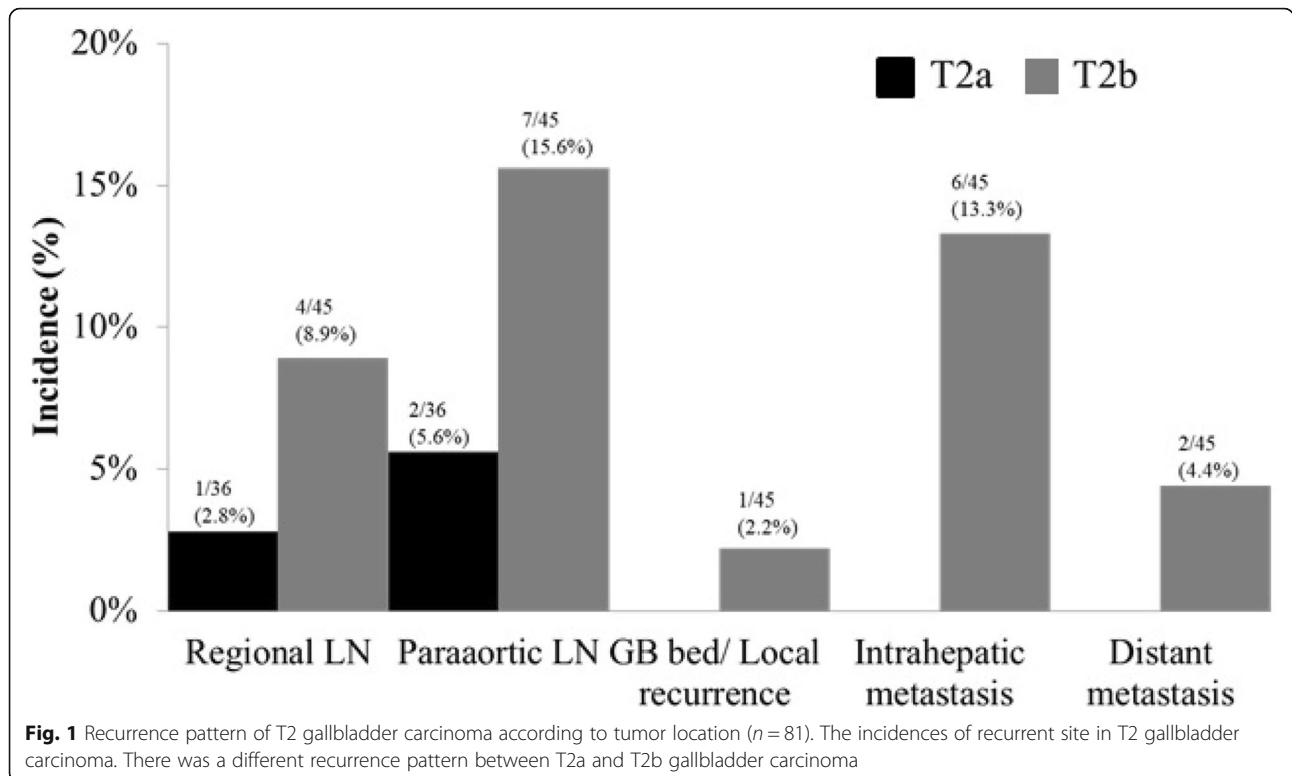 20%
15%
10%
5%
0%
Incidence (%)
T2a
T2b
1/36
(2.8%)
4/45
(8.9%)
2/36
(5.6%)
7/45
(15.6%)
1/45
(2.2%)
6/45
(13.3%)
2/45
(4.4%)
Regional LN
Paraaortic LN
GB bed/ Local
recurrence
Intrahepatic
metastasis
Distant
metastasis
Fig. 1 Recurrence pattern of T2 gallbladder carcinoma according to tumor location (n = 81). The incidences of recurrent site in T2 gallbladder
carcinoma. There was a different recurrence pattern between T2a and T2b gallbladder carcinoma